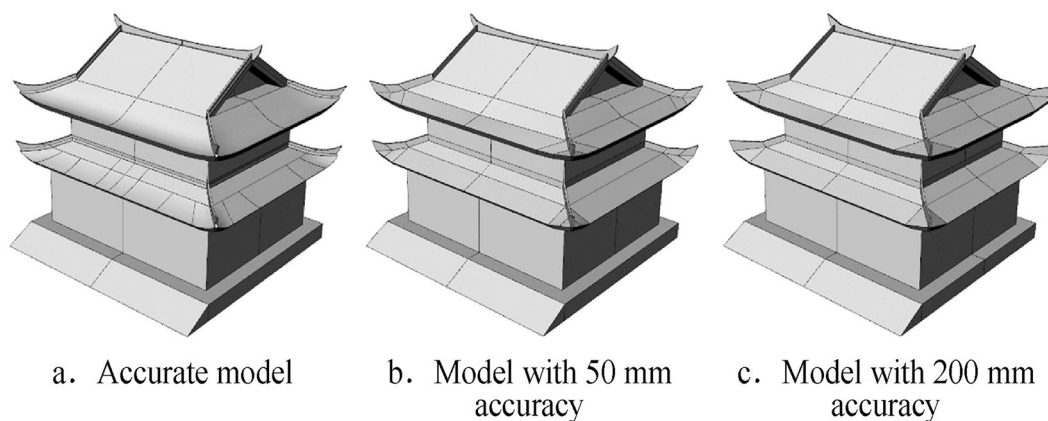 a. Accurate model
b. Model with 50 mm
accuracy
c. Model with 200 mm
accuracy